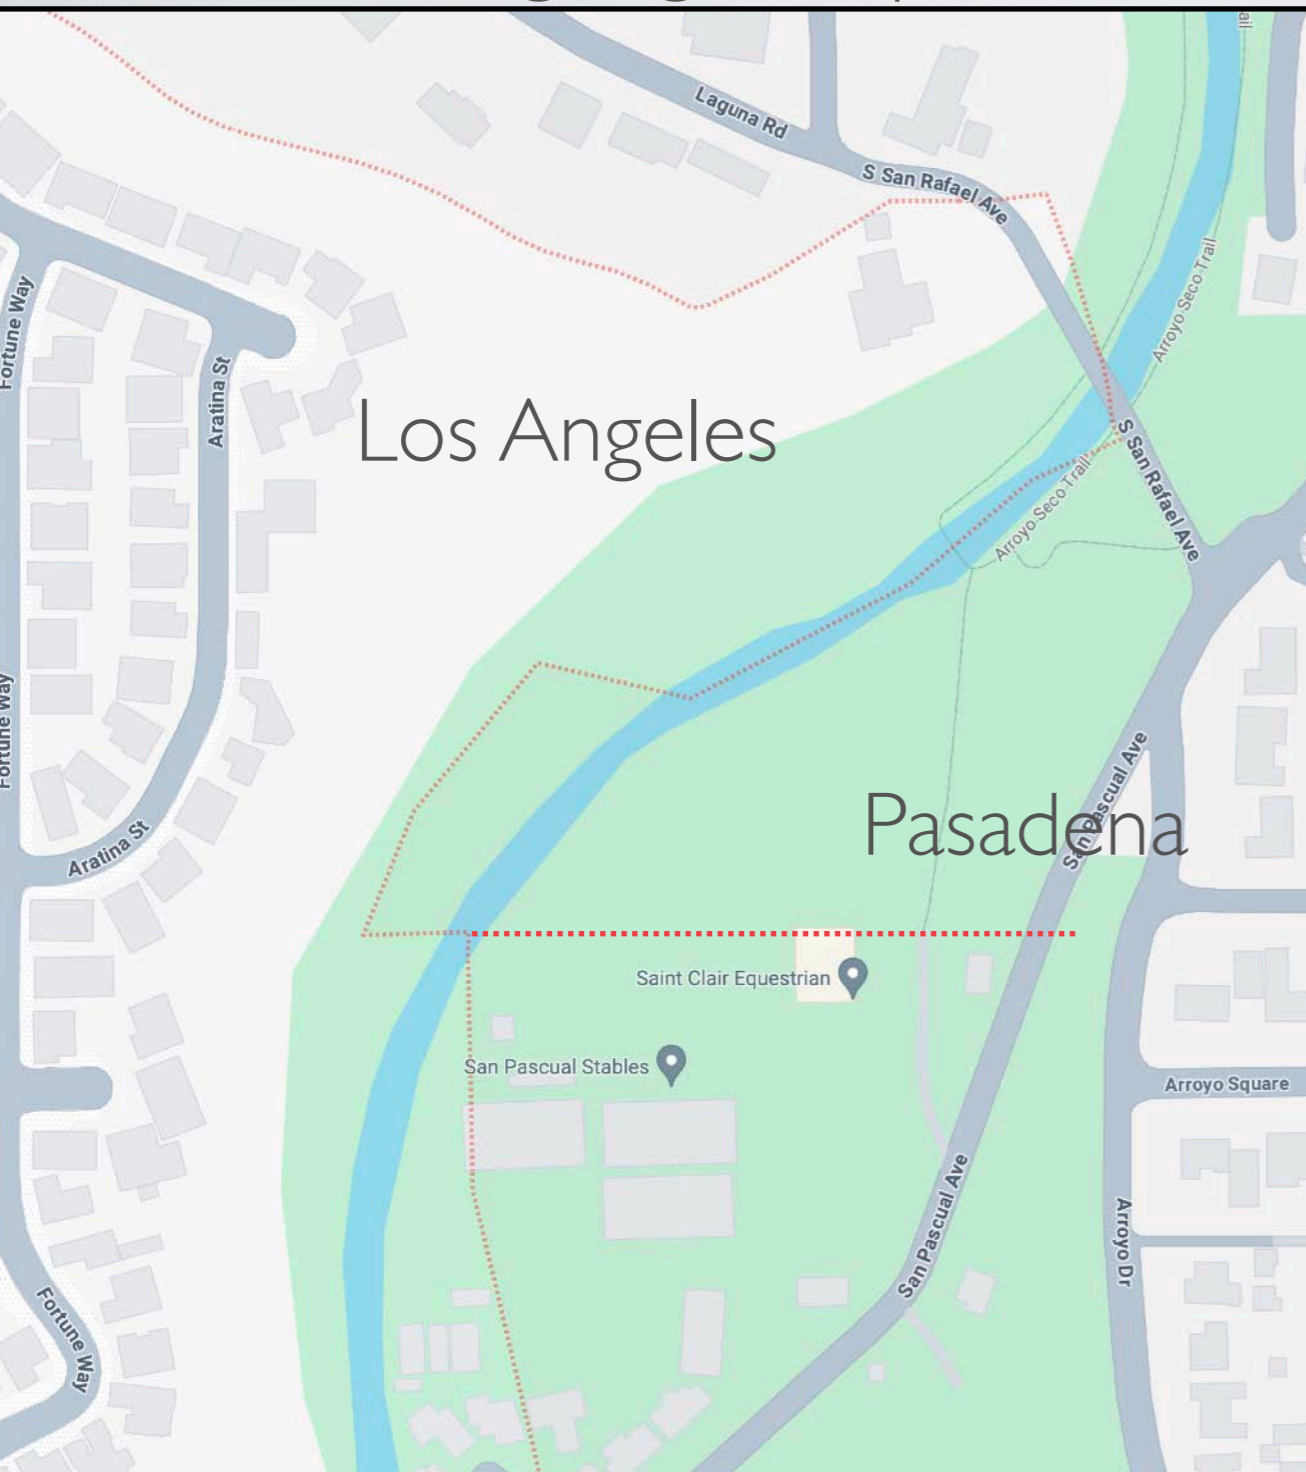 ail
Laguna Rd
S San Rafael Ave
Arroyo Seco Trail
Fortune Way
Aratina St
Los Angeles
S San Rafael Ave
Arroyo Seco Trail
Fortune Way
San Pascual Ave
Pasadena
Aratina St
Saint Clair Equestrian
San Pascual Stables
Arroyo Square
San Pascual Ave
Arroyo Dr
Fortune Way